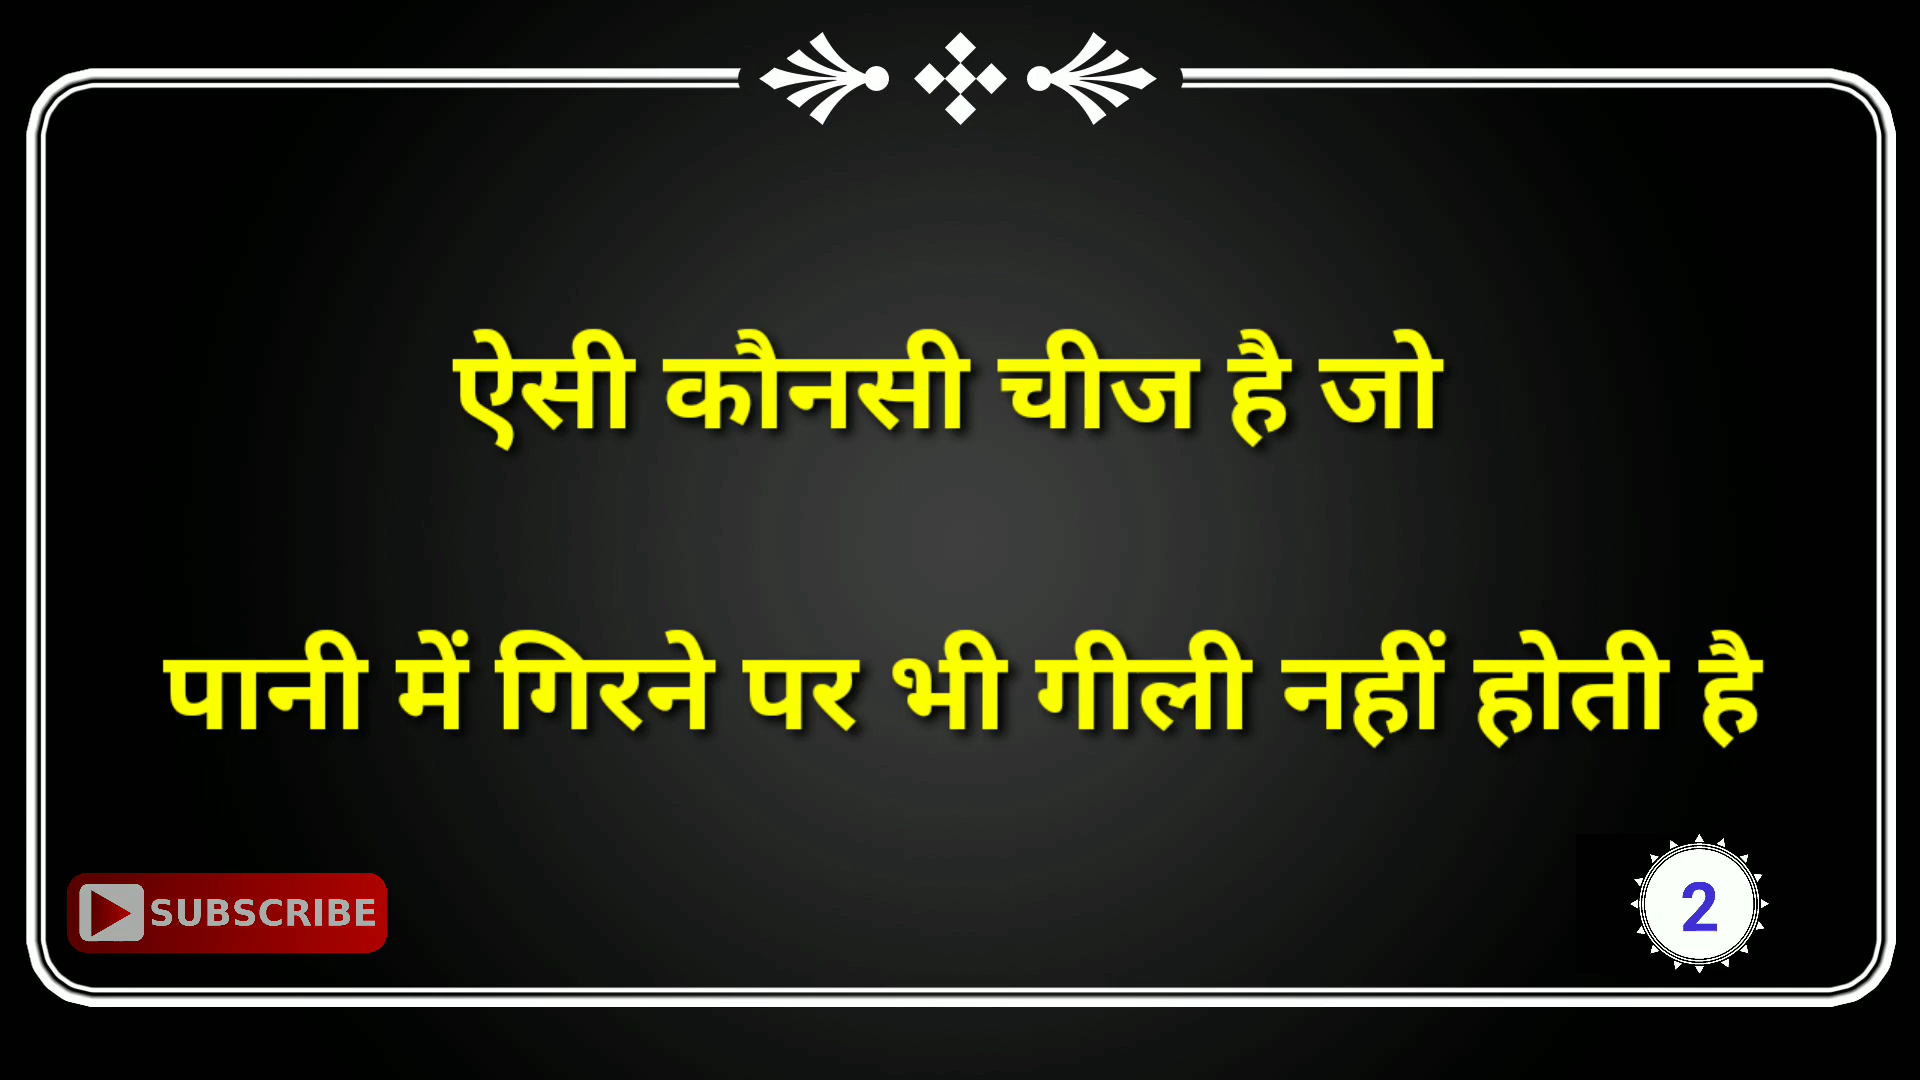 ऐसी कौनसी चीज है जो
पानी में गिरने पर भी गीली नहीं होती है
SUBSCRIBE
2